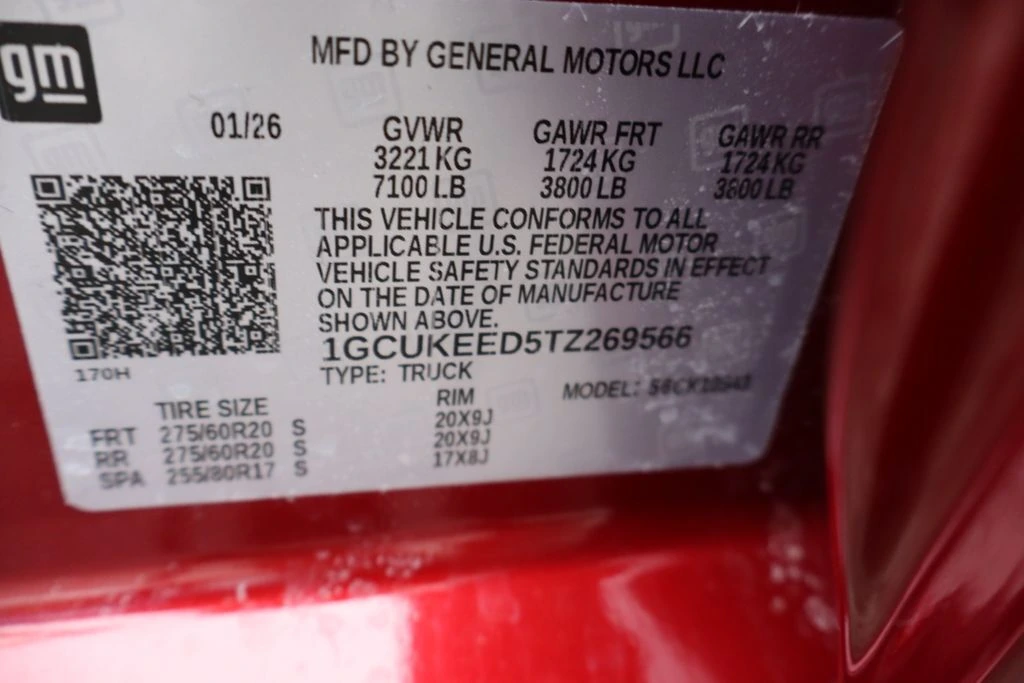 gm
MFD BY GENERAL MOTORS LLC
01/26
GVWR GAWR FRT GAWR RR
3221 KG 1724 KG 1724 KG
7100 LB 3800 LB 3800 LB
THIS VEHICLE CONFORMS TO ALL
APPLICABLE U.S. FEDERAL MOTOR
VEHICLE SAFETY STANDARDS IN EFFECT
ON THE DATE OF MANUFACTURE
SHOWN ABOVE.
1GCUKEED5TZ269566
170H
TYPE: TRUCK
MODEL:
TIRE SIZE RIM
FRT 275/60R20 S 20X9J
RR 275/60R20 S 20X9J
SPA 255/80R17 S 17X8J